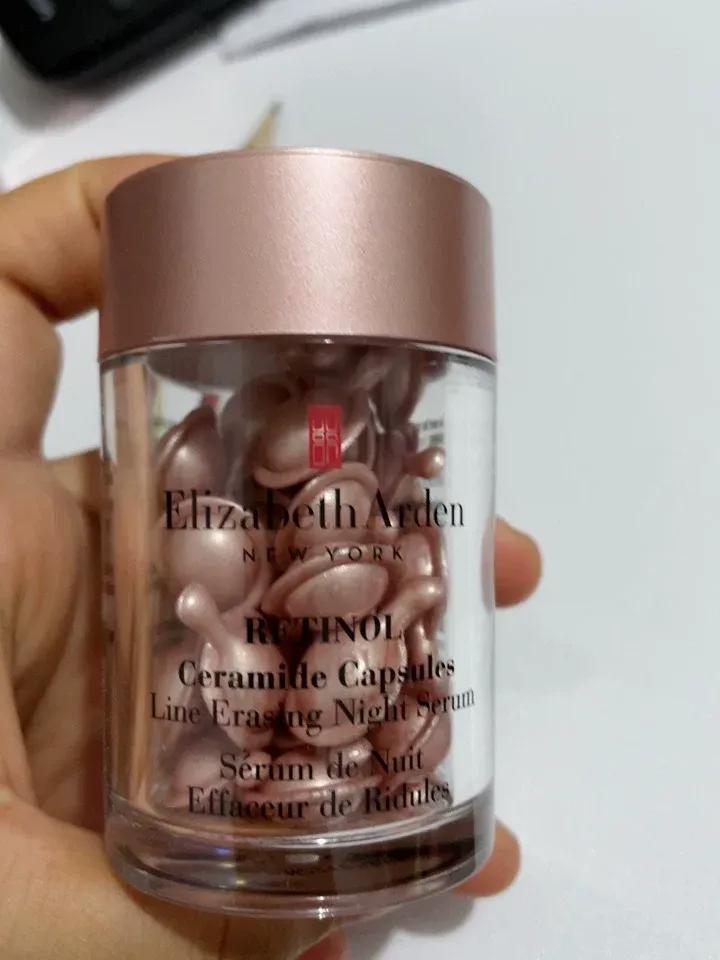 Elizabeth Arden
NEW YORK
RETINOL
Ceramide Capsules
Line Erasing Night Serum
Sérum de Nuit
Effaceur de Ridules